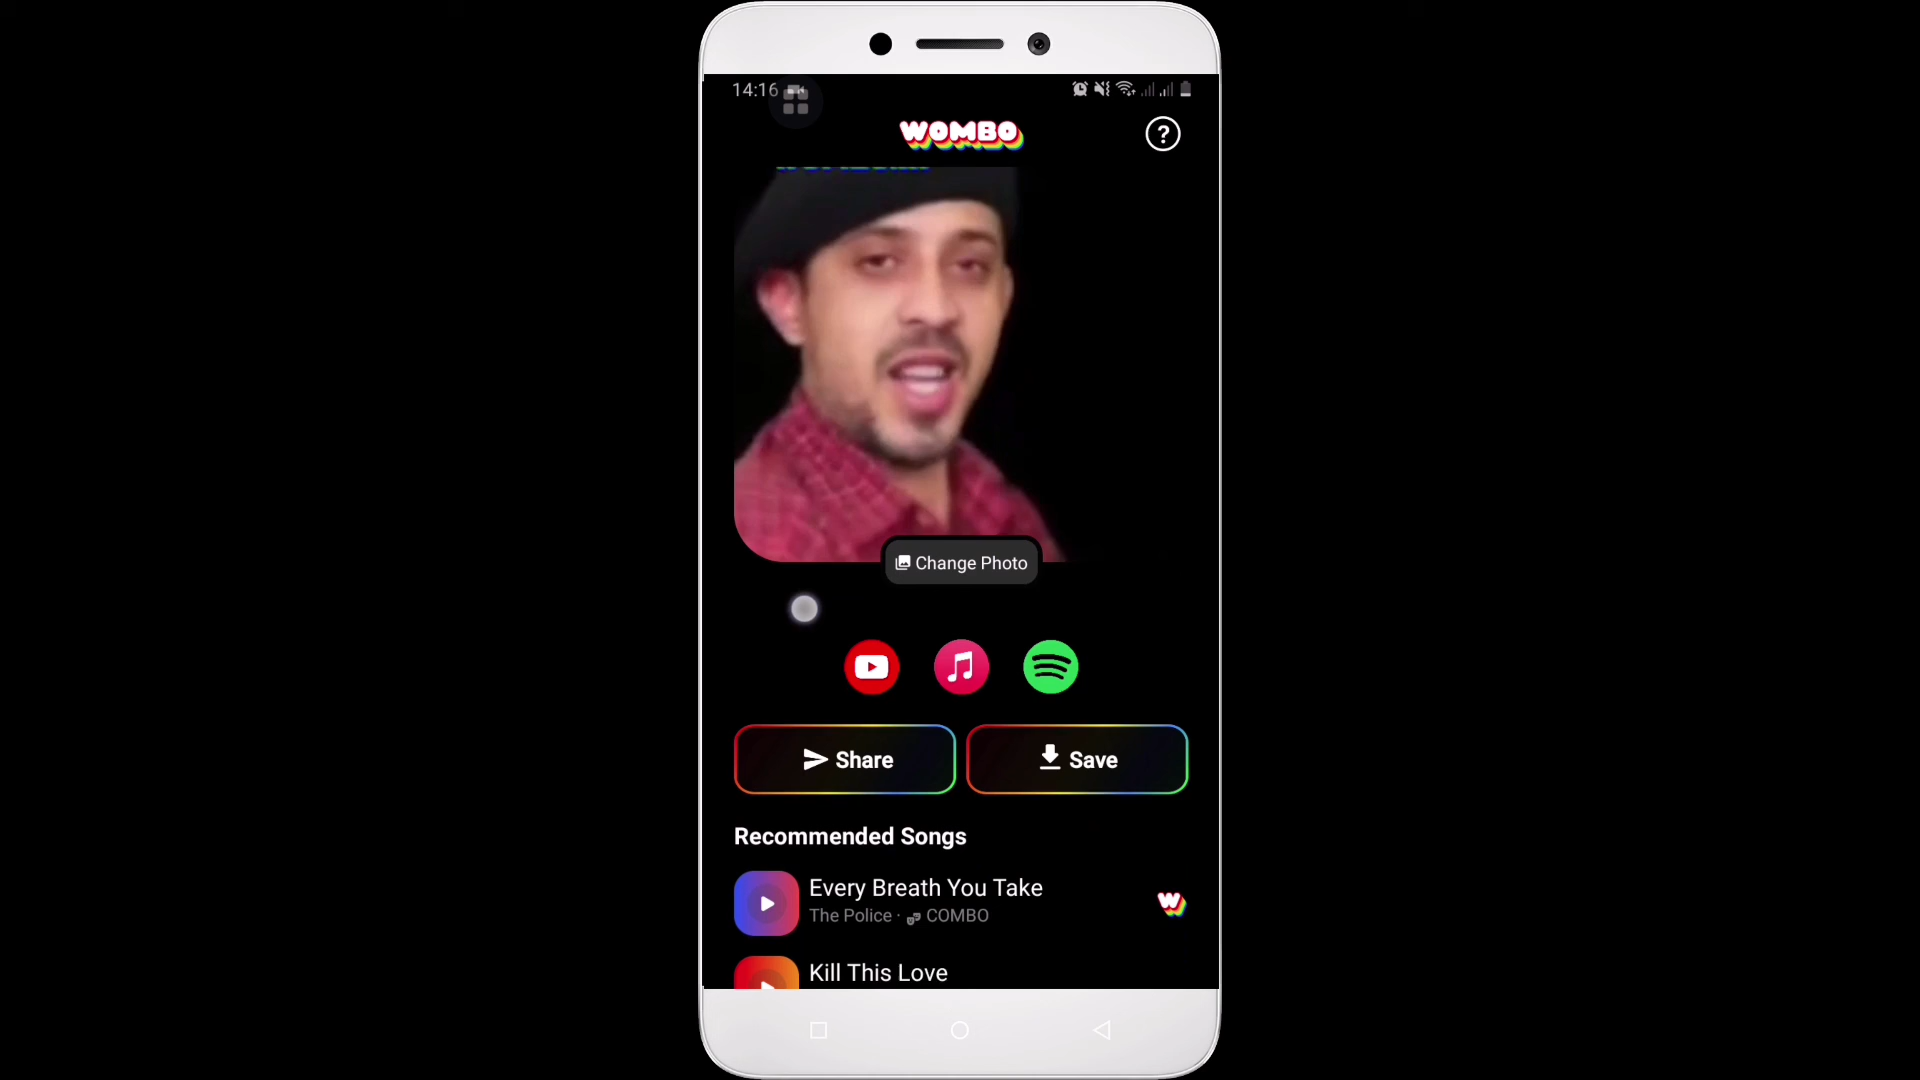 14:16
WOMBO
?
Change Photo
Share
Save
Recommended Songs
Every Breath You Take
The Police · COMBO
W
Kill This Love